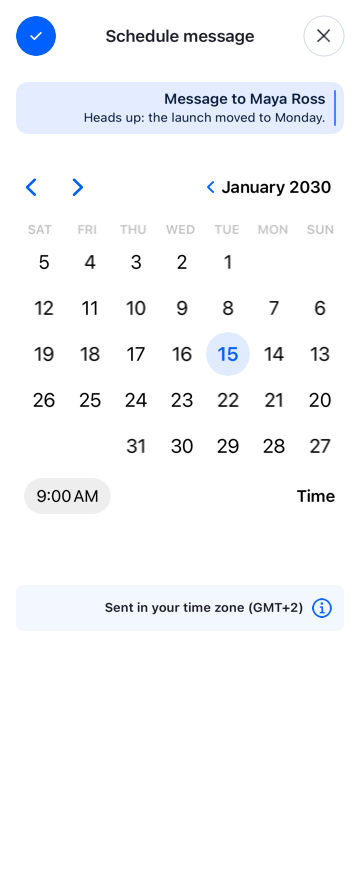 Schedule message
Message to Maya Ross
Heads up: the launch moved to Monday.
January 2030
SUN MON TUE WED THU FRI SAT
1 2 3 4 5
6 7 8 9 10 11 12
13 14 15 16 17 18 19
20 21 22 23 24 25 26
27 28 29 30 31
Time 9:00 AM
Sent in your time zone (GMT+2)